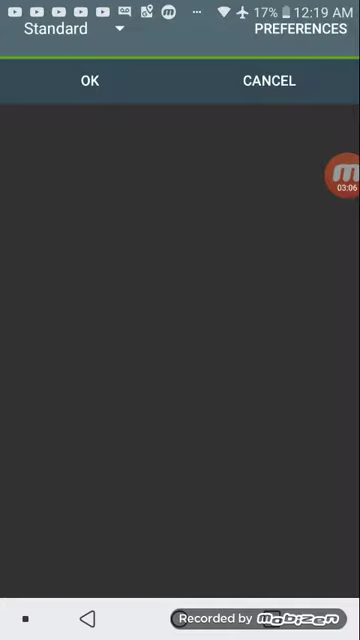 17% 12:19 AM
Standard PREFERENCES
OK CANCEL
03:06
Recorded by mobizen